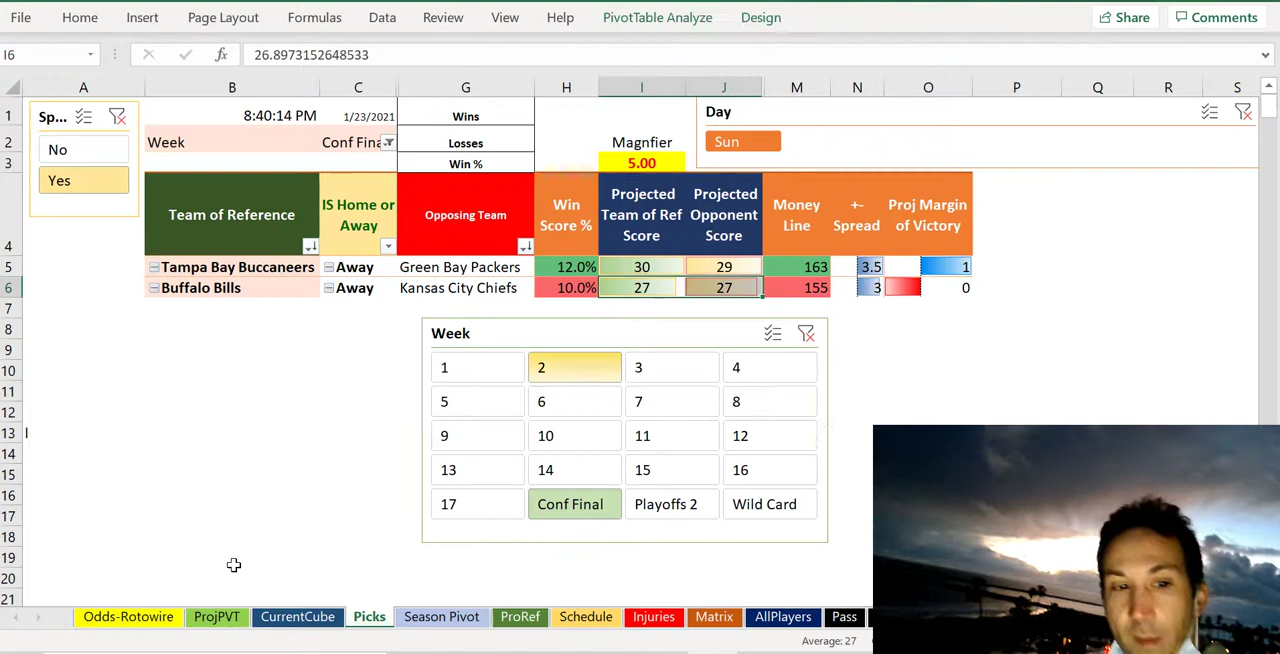 File Home Insert Page Layout Formulas Data Review View Help PivotTable Analyze Design Share Comments
I6 fx 26.8973152648533
A B C G H I J M N O P Q R S
1 8:40:14 PM 1/23/2021 Wins
2 Week Conf Fina Losses Magnfier
3 Win % 5.00
Sp...
No
Yes
Day
Sun
4 Team of Reference IS Home or Away Opposing Team Win Score % Projected Team of Ref Score Projected Opponent Score Money Line +- Spread Proj Margin of Victory
5 Tampa Bay Buccaneers Away Green Bay Packers 12.0% 30 29 163 3.5 1
6 Buffalo Bills Away Kansas City Chiefs 10.0% 27 27 155 3 0
7
8
9
10
11
12
13
14
15
16
17
18
19
20
21
Week
1 2 3 4
5 6 7 8
9 10 11 12
13 14 15 16
17 Conf Final Playoffs 2 Wild Card
Odds-Rotowire ProjPVT CurrentCube Picks Season Pivot ProRef Schedule Injuries Matrix AllPlayers Pass
Average: 27